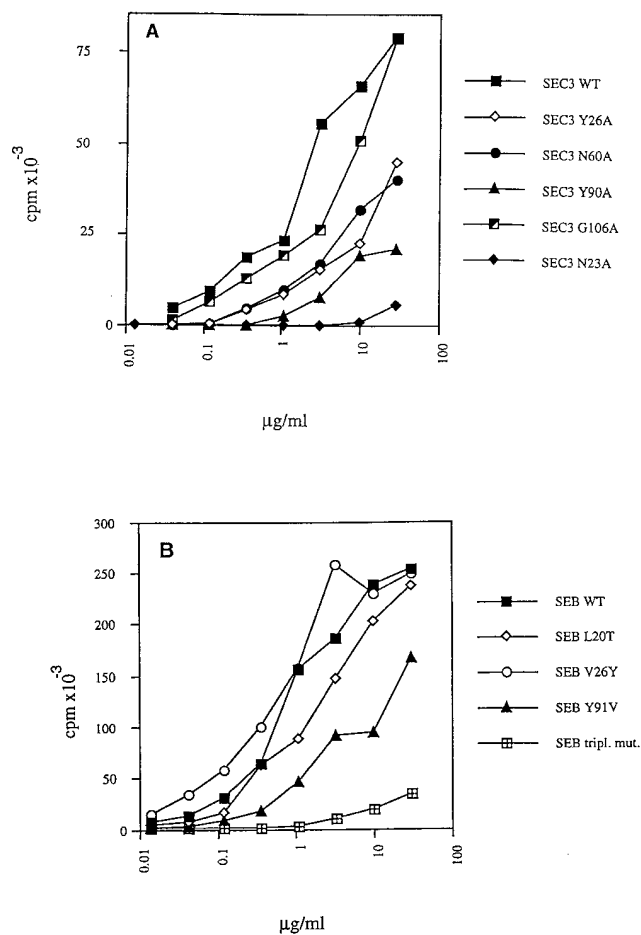 A
75
50
25
0
cpm x10-3
0.01
0.1
1
10
100
µg/ml
SEC3 WT
SEC3 Y26A
SEC3 N60A
SEC3 Y90A
SEC3 G106A
SEC3 N23A
B
300
250
200
150
100
50
0
cpm x10-3
0.01
0.1
1
10
100
µg/ml
SEB WT
SEB L20T
SEB V26Y
SEB Y91V
SEB tripl. mut.